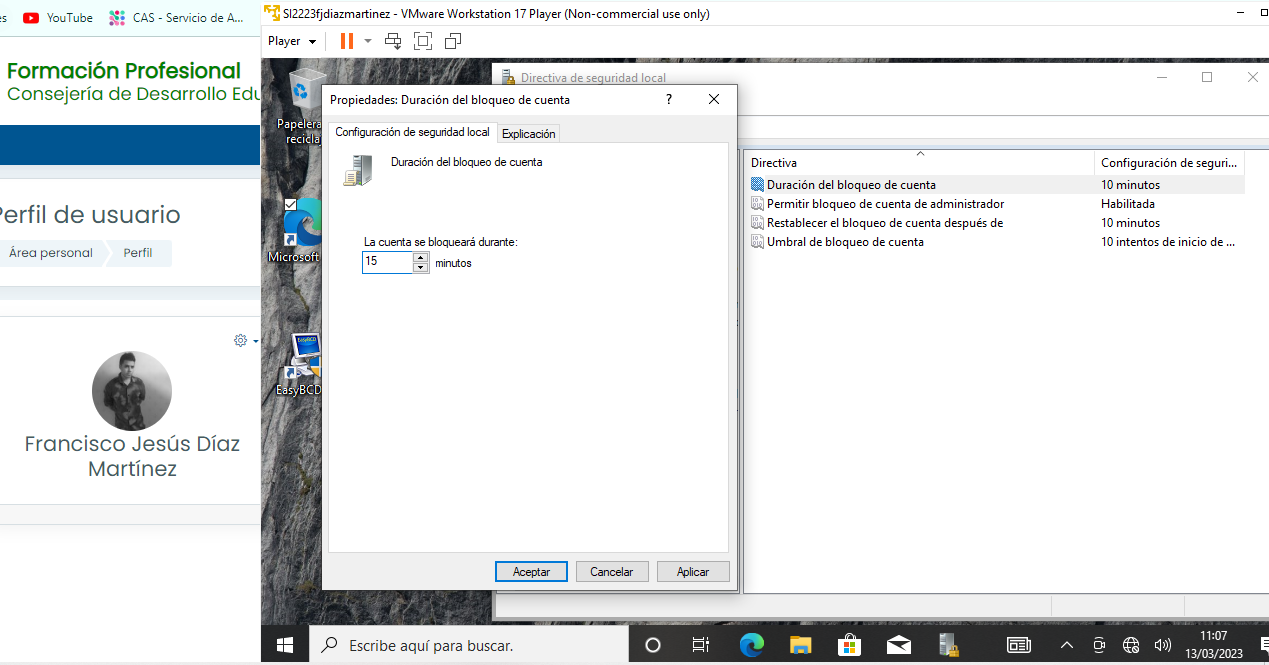 YouTube
CAS - Servicio de A...
Formación Profesional
Consejería de Desarrollo Edu
Perfil de usuario
Área personal
Perfil
Francisco Jesús Díaz
Martínez
SI2223fjdiazmartinez - VMware Workstation 17 Player (Non-commercial use only)
Player
Papelera
recicla
Microsoft
EasyBCD
Directiva de seguridad local
Propiedades: Duración del bloqueo de cuenta
?
Configuración de seguridad local
Explicación
Duración del bloqueo de cuenta
La cuenta se bloqueará durante:
15
minutos
Aceptar
Cancelar
Aplicar
Directiva
Configuración de seguri...
Duración del bloqueo de cuenta
10 minutos
Permitir bloqueo de cuenta de administrador
Habilitada
Restablecer el bloqueo de cuenta después de
10 minutos
Umbral de bloqueo de cuenta
10 intentos de inicio de ...
Escribe aquí para buscar.
11:07
13/03/2023